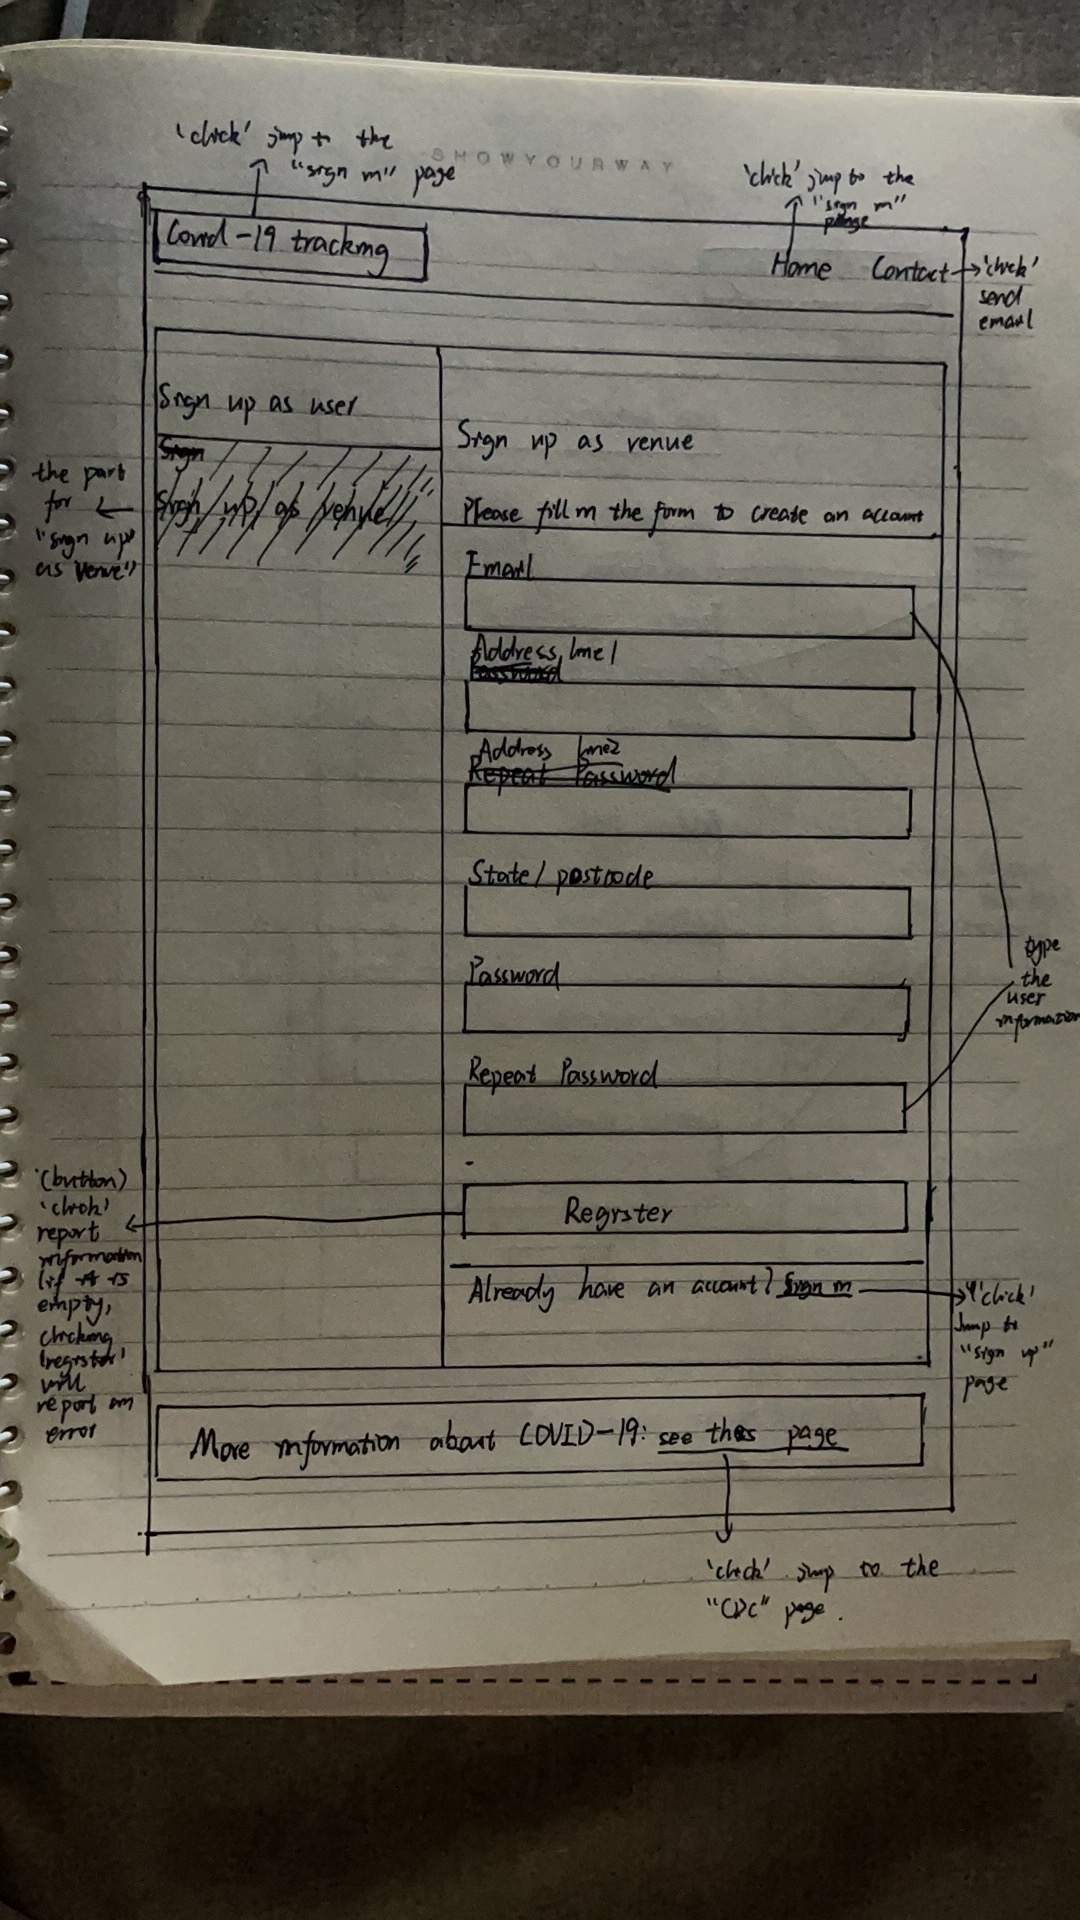 'click' jump to the
"sign in" page
SHOWYOURWAY
'click' jump to the
"sign in"
page
Covid-19 tracking
Home Contact
'click'
send
email
Sign up as user
Sign
Sign up as venue
the part
for
"sign up
as venue"
Sign up as venue
Please fill in the form to create an account
Email
Address line1
Password
Address line2
Repeat Password
State/postcode
Password
Repeat Password
type
the
user
information
Register
(button)
'click'
report
information
(if it is
empty,
clicking
'register'
will
report an
error
Already have an account? Sign in
'click'
Jump to
"sign up"
page
More information about COVID-19: see this page
'click' jump to the
"CDC" page.